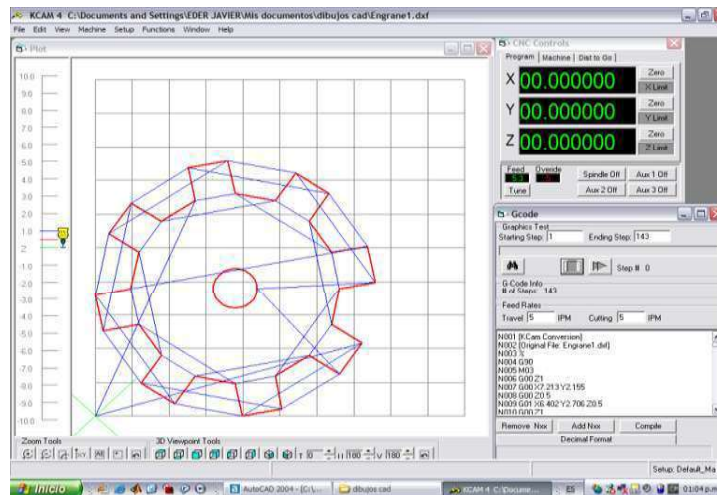 KCAM 4 C:\Documents and Settings\EDER JAVIER\Mis documentos\dibujos cad\Engrane1.dxf
File Edit View Machine Setup Functions Window Help
Plot
CNC Controls
Program Machine Dist to Go
10.0
9.0
8.0
7.0
6.0
5.0
4.0
3.0
2.0
1.0
Z
-1.0
-2.0
-3.0
-4.0
-5.0
-6.0
-7.0
-8.0
-9.0
-10.0
X 00.000000 Zero
X Limit
Y 00.000000 Zero
Y Limit
Z 00.000000 Zero
Z Limit
Feed Overide
Spindle Off Aux 1 Off
Tune Aux 2 Off Aux 3 Off
Gcode
Graphics Test
Starting Step: 1 Ending Step: 143
Step #: 0
G-Code Info
# of Steps: 143
Feed Rates
Travel 5 IPM Cutting 5 IPM
N001 [KCam Conversion]
N002 [Original File: Engrane1.dxf]
N003 %
N004 G90
N005 M03
N006 G00 Z1
N007 G00 X7.213 Y2.155
N008 G00 Z0.5
N009 G01 X6.402 Y2.706 Z0.5
N010 G00 Z1
Remove Nxx Add Nxx Compile
Decimal Format
Zoom Tools 3D Viewpoint Tools
T 0 H 180 V 180
Setup: Default_Ma
Inicio AutoCAD 2004 - [C:\... dibujos cad KCAM 4 C:\Docume... ES 01:04 p.m.